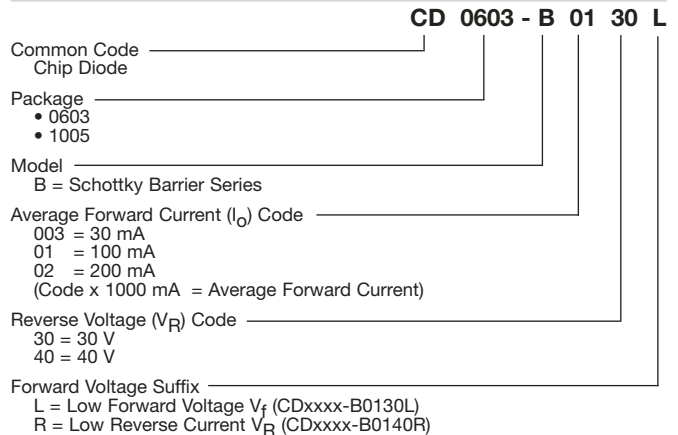 CD 0603 - B 01 30 L
Common Code
Chip Diode
Package
• 0603
• 1005
Model
B = Schottky Barrier Series
Average Forward Current (Io) Code
003 = 30 mA
01 = 100 mA
02 = 200 mA
(Code x 1000 mA = Average Forward Current)
Reverse Voltage (VR) Code
30 = 30 V
40 = 40 V
Forward Voltage Suffix
L = Low Forward Voltage Vf (CDxxxx-B0130L)
R = Low Reverse Current VR (CDxxxx-B0140R)